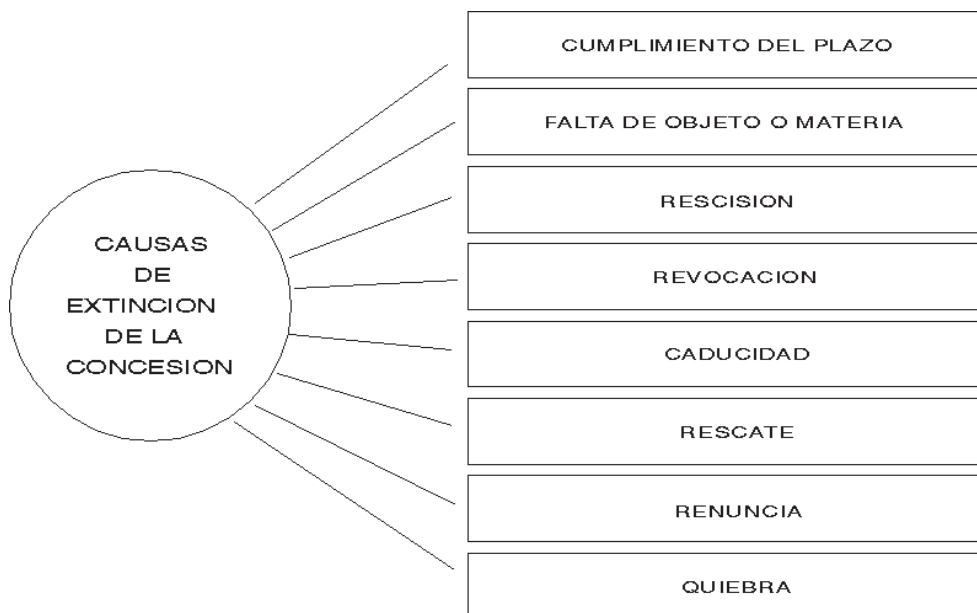 CAUSAS
DE
EXTINCION
DE LA
CONCESION
CUMPLIMIENTO DEL PLAZO
FALTA DE OBJETO O MATERIA
RESCISION
REVOCACION
CADUCIDAD
RESCATE
RENUNCIA
QUIEBRA